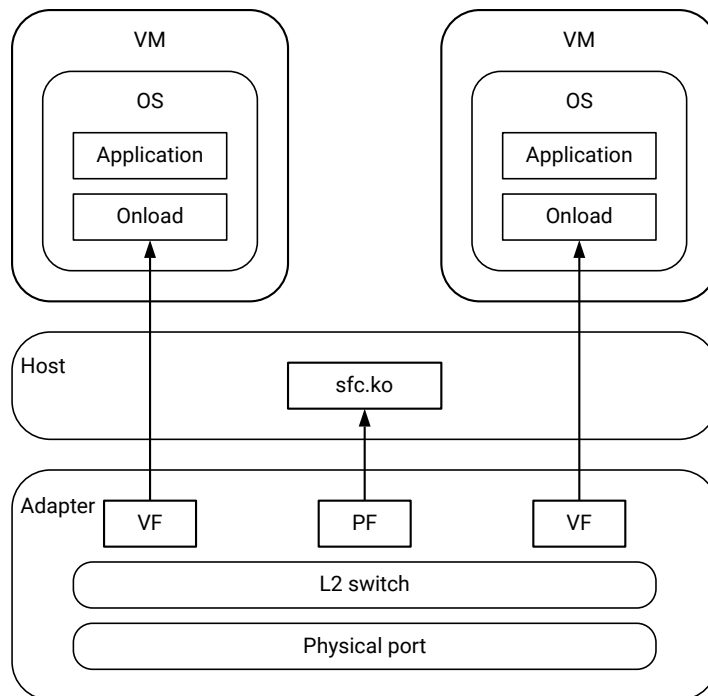 VM
VM
OS
OS
Application
Application
Onload
Onload
Host
sfc.ko
Adapter
VF
PF
VF
L2 switch
Physical port